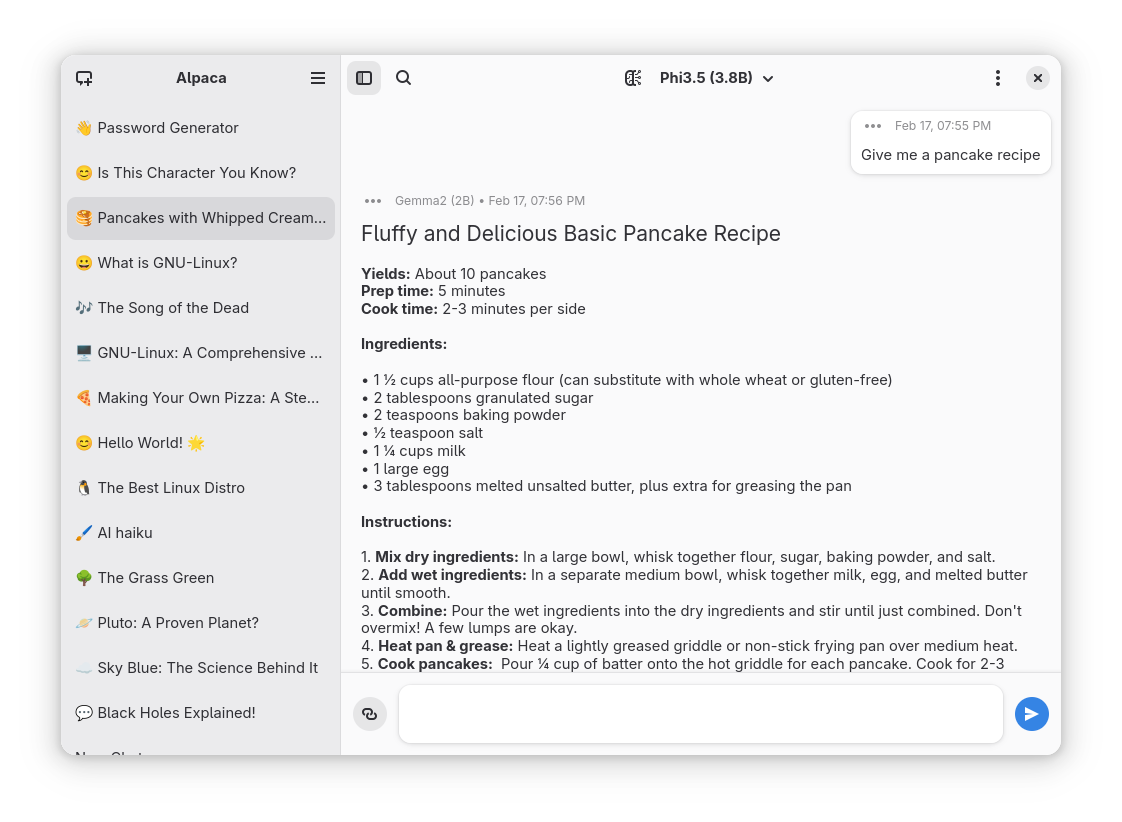 Alpaca
👋 Password Generator
😊 Is This Character You Know?
🥞 Pancakes with Whipped Cream...
😀 What is GNU-Linux?
🎶 The Song of the Dead
🖥️ GNU-Linux: A Comprehensive ...
🍕 Making Your Own Pizza: A Ste...
😊 Hello World! 🌟
🐧 The Best Linux Distro
🖌️ AI haiku
🌳 The Grass Green
🪐 Pluto: A Proven Planet?
☁️ Sky Blue: The Science Behind It
💬 Black Holes Explained!
Phi3.5 (3.8B)
Feb 17, 07:55 PM
Give me a pancake recipe
Gemma2 (2B) • Feb 17, 07:56 PM
Fluffy and Delicious Basic Pancake Recipe
Yields: About 10 pancakes
Prep time: 5 minutes
Cook time: 2-3 minutes per side
Ingredients:
• 1 ½ cups all-purpose flour (can substitute with whole wheat or gluten-free)
• 2 tablespoons granulated sugar
• 2 teaspoons baking powder
• ½ teaspoon salt
• 1 ¼ cups milk
• 1 large egg
• 3 tablespoons melted unsalted butter, plus extra for greasing the pan
Instructions:
1. Mix dry ingredients: In a large bowl, whisk together flour, sugar, baking powder, and salt.
2. Add wet ingredients: In a separate medium bowl, whisk together milk, egg, and melted butter
until smooth.
3. Combine: Pour the wet ingredients into the dry ingredients and stir until just combined. Don't
overmix! A few lumps are okay.
4. Heat pan & grease: Heat a lightly greased griddle or non-stick frying pan over medium heat.
5. Cook pancakes:  Pour ¼ cup of batter onto the hot griddle for each pancake. Cook for 2-3